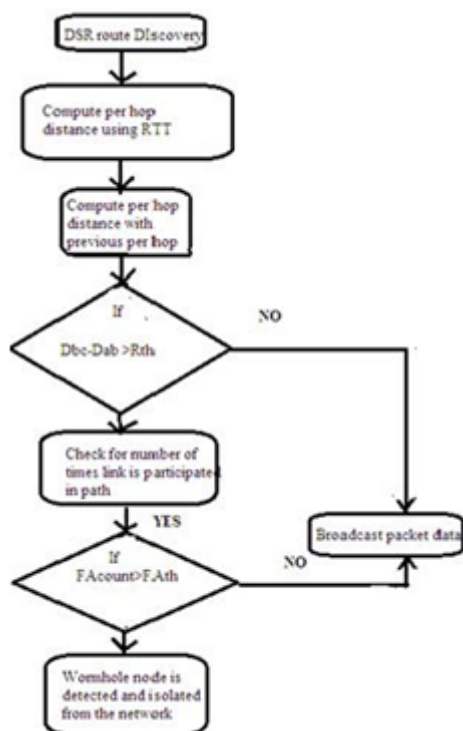 DSR route DIscovery
Compute per hop
distance using RTT
Compute per hop
distance with
previous per hop
If
NO
Dbc-Dab >Rth
Check for number of
times link is participated
in path
YES
Broadcast packet data
If
NO
FAcount>FAth
Wormhole node is
detected and isolated
from the network